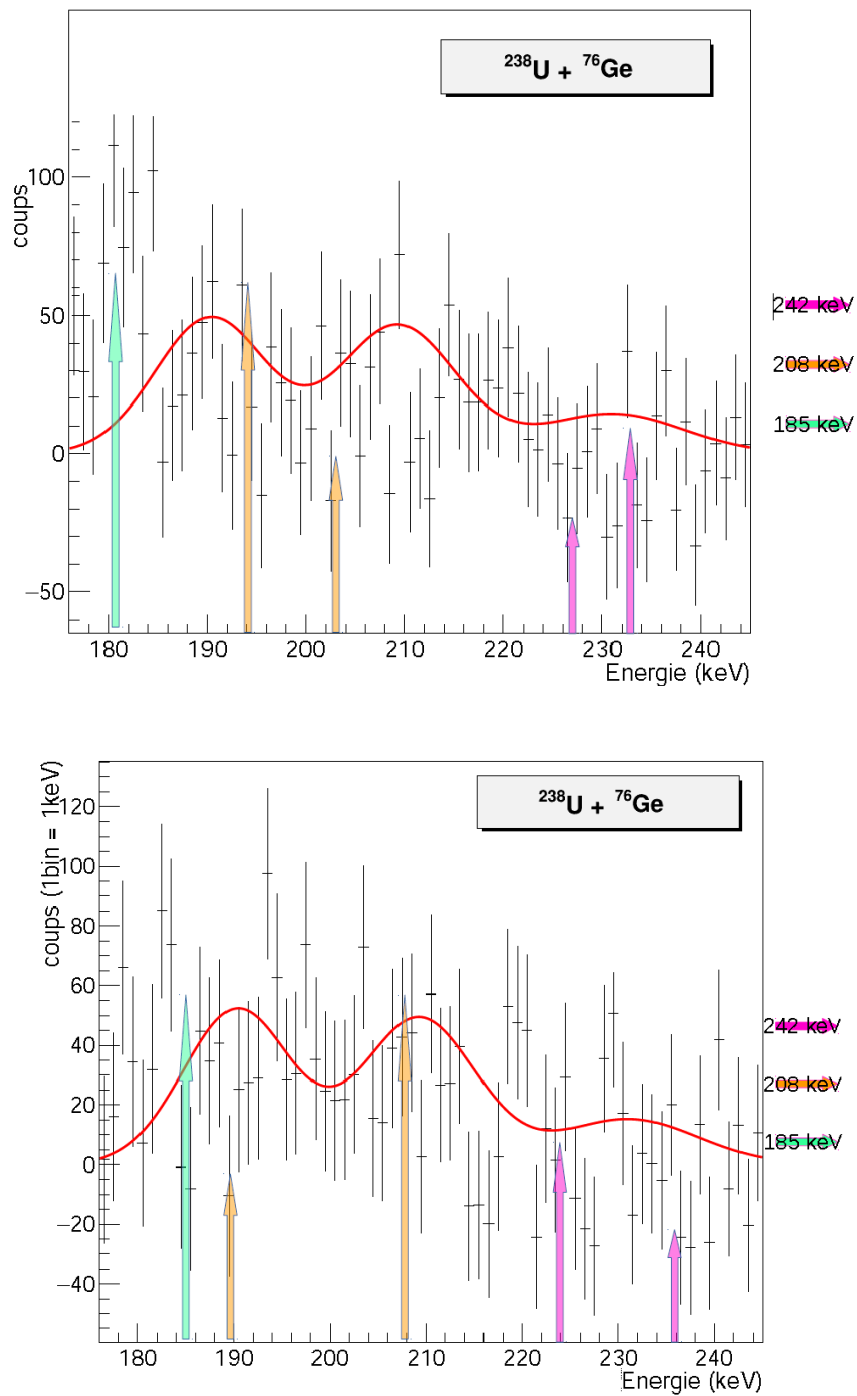 ²³⁸U + ⁷⁶Ge
coups
100
50
0
−50
180 190 200 210 220 230 240
Energie (keV)
242 keV
208 keV
185 keV
²³⁸U + ⁷⁶Ge
coups (1bin = 1keV)
120
100
80
60
40
20
0
−20
−40
180 190 200 210 220 230 240
Energie (keV)
242 keV
208 keV
185 keV